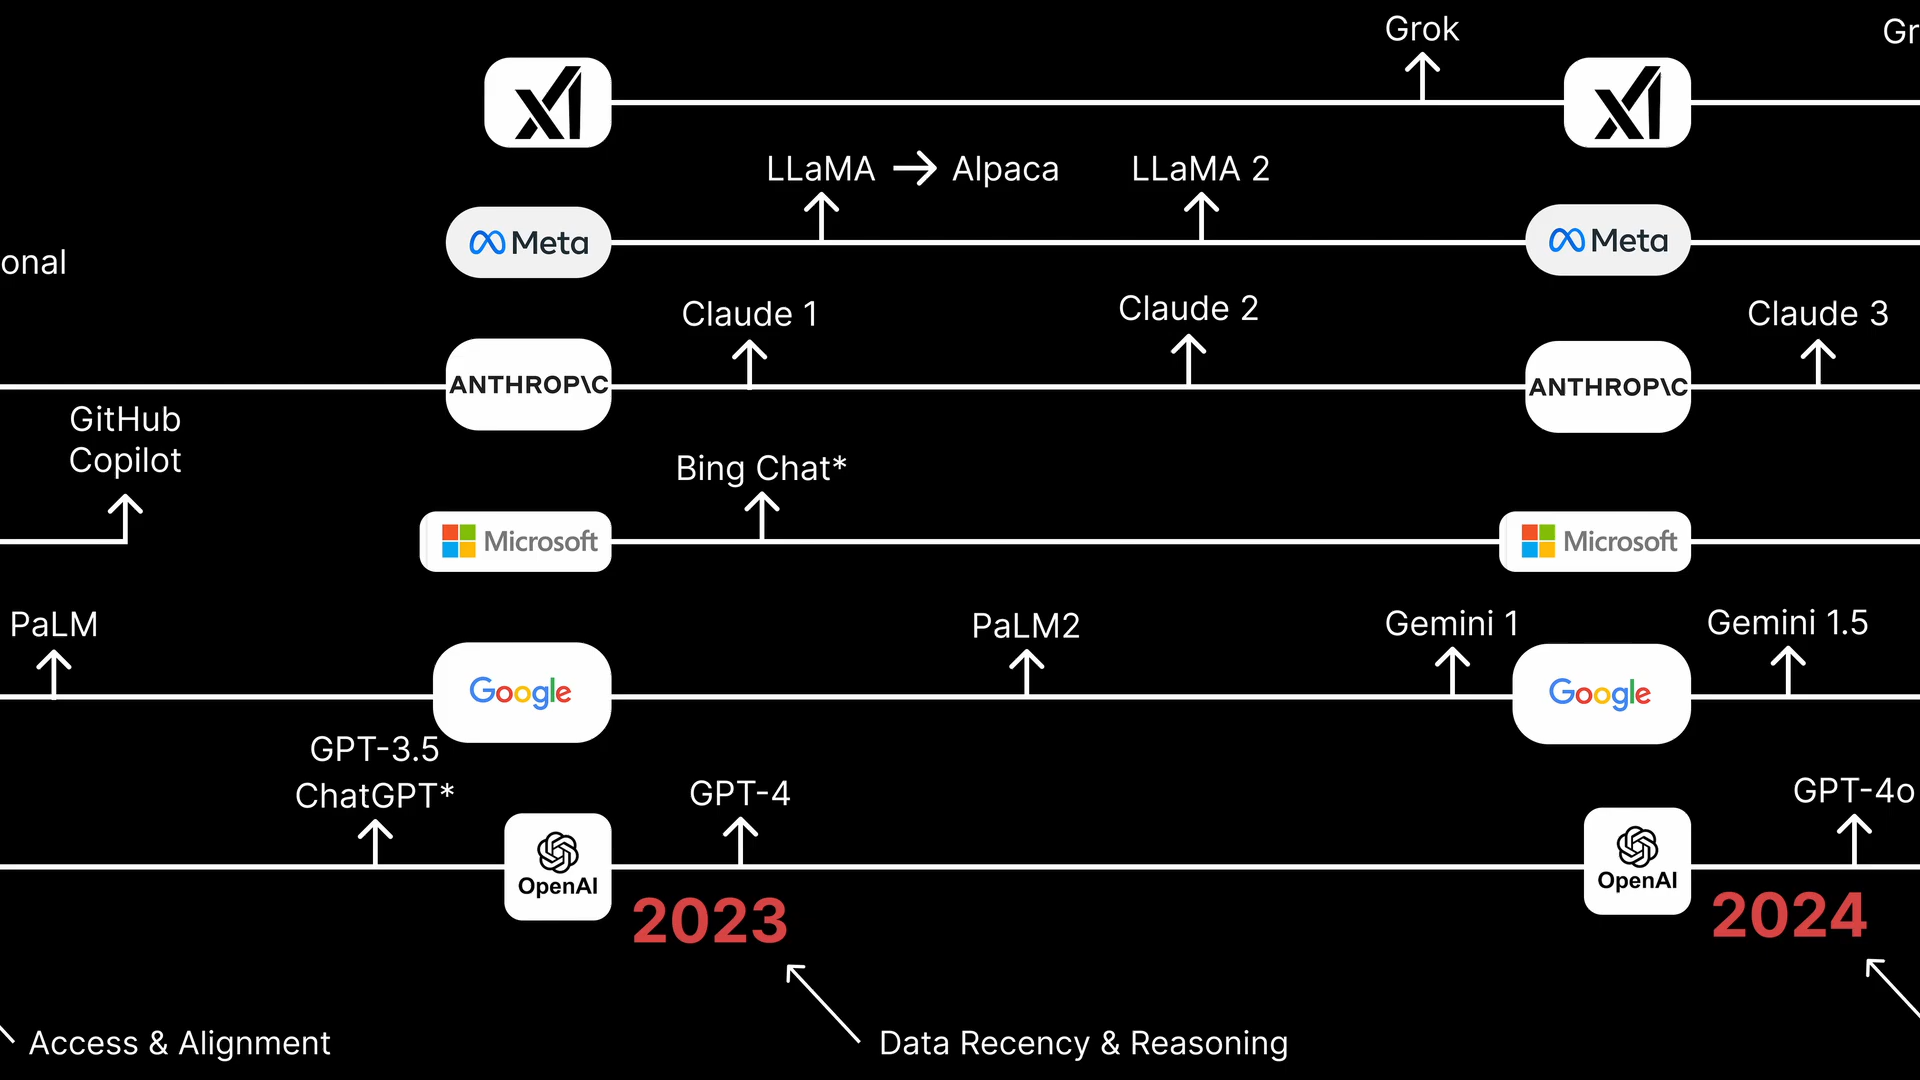 Grok
Gr
xI
xI
LLaMA → Alpaca
LLaMA 2
Meta
Meta
onal
Claude 1
Claude 2
Claude 3
ANTHROP\C
ANTHROP\C
GitHub
Copilot
Bing Chat*
Microsoft
Microsoft
PaLM
PaLM2
Gemini 1
Gemini 1.5
Google
Google
GPT-3.5
ChatGPT*
GPT-4
GPT-4o
OpenAI
OpenAI
2023
2024
Access & Alignment
Data Recency & Reasoning